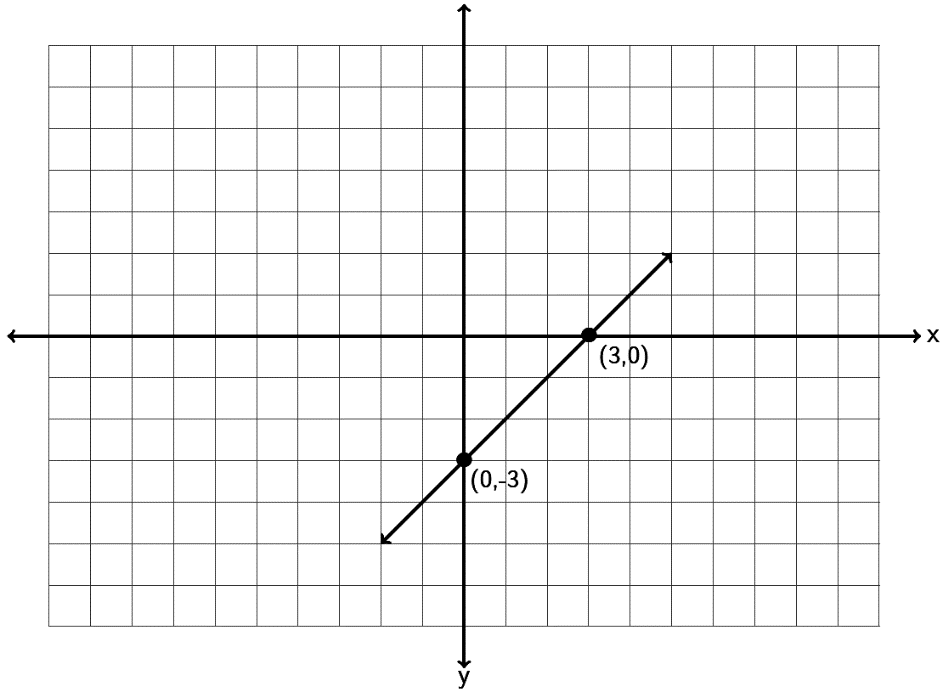 x
(3,0)
(0,-3)
y